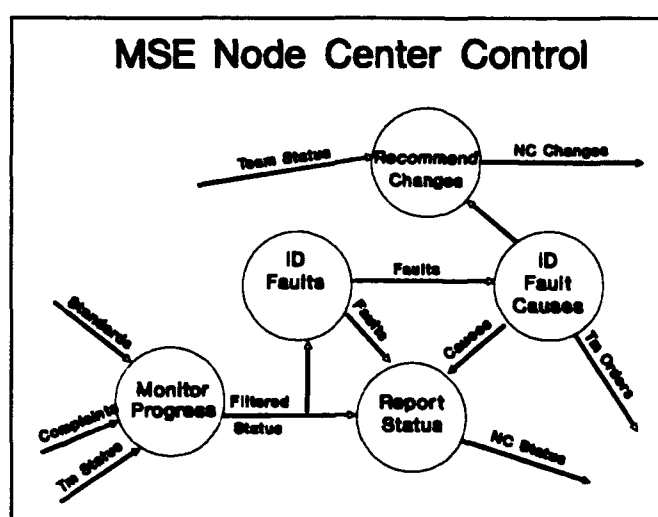 MSE Node Center Control
Team Status
Recommend
Changes
NC Changes
ID
Faults
Faults
ID
Fault
Causes
Faults
Causes
Tm Orders
Standards
Complaints
Tm Status
Monitor
Progress
Filtered
Status
Report
Status
NC Status